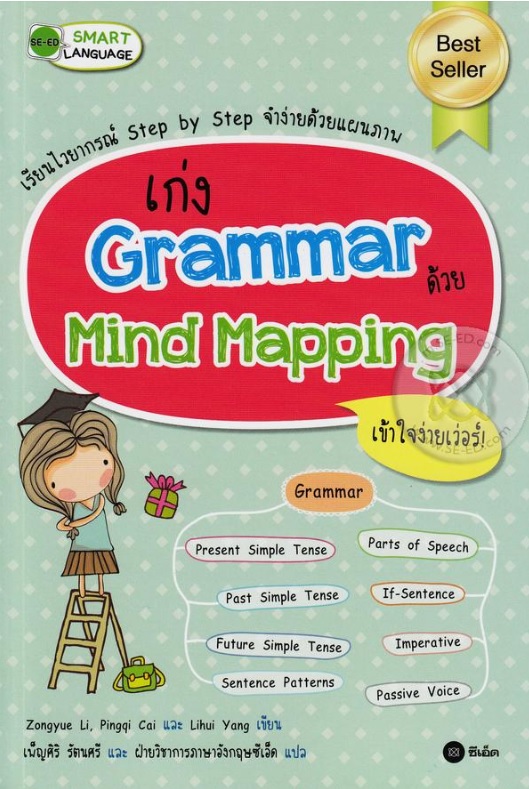 SE-ED SMART
LANGUAGE
Best
Seller
เรียนไวยากรณ์ Step by Step จำง่ายด้วยแผนภาพ
เก่ง
Grammar
ด้วย
Mind Mapping
SE-ED.com
เข้าใจง่ายเว่อร์!
Grammar
Present Simple Tense
Parts of Speech
Past Simple Tense
If-Sentence
Future Simple Tense
Imperative
Sentence Patterns
Passive Voice
Zongyue Li, Pingqi Cai และ Lihui Yang เขียน
เพ็ญศิริ รัตนศรี และ ฝ่ายวิชาการภาษาอังกฤษซีเอ็ด แปล
ซีเอ็ด